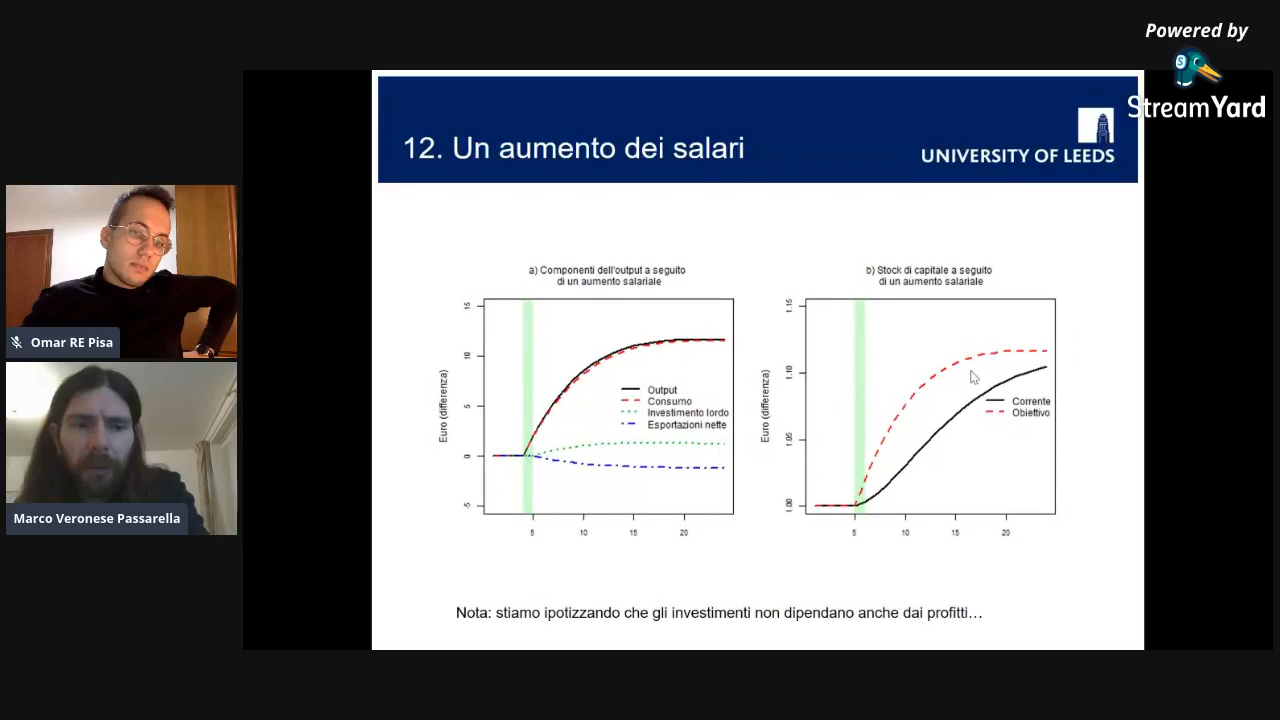 Powered by
StreamYard
12. Un aumento dei salari
UNIVERSITY OF LEEDS
Omar RE Pisa
Marco Veronese Passarella
a) Componenti dell'output a seguito
di un aumento salariale
Euro (differenza)
15
10
5
0
-5
Output
Consumo
Investimento lordo
Esportazioni nette
5 10 15 20
b) Stock di capitale a seguito
di un aumento salariale
Euro (differenza)
1.15
1.10
1.05
1.00
Corrente
Obiettivo
5 10 15 20
Nota: stiamo ipotizzando che gli investimenti non dipendano anche dai profitti…